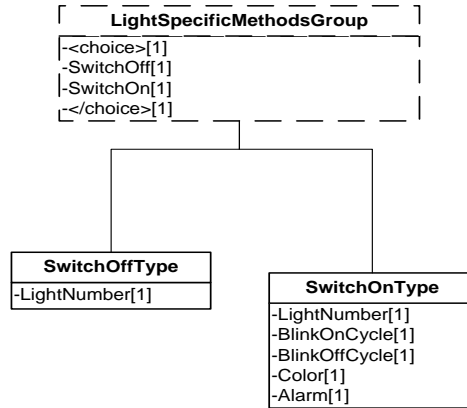 LightSpecificMethodsGroup
-<choice>[1]
-SwitchOff[1]
-SwitchOn[1]
-</choice>[1]
SwitchOffType
-LightNumber[1]
SwitchOnType
-LightNumber[1]
-BlinkOnCycle[1]
-BlinkOffCycle[1]
-Color[1]
-Alarm[1]